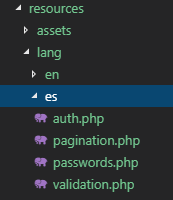 resources
assets
lang
en
es
auth.php
pagination.php
passwords.php
validation.php